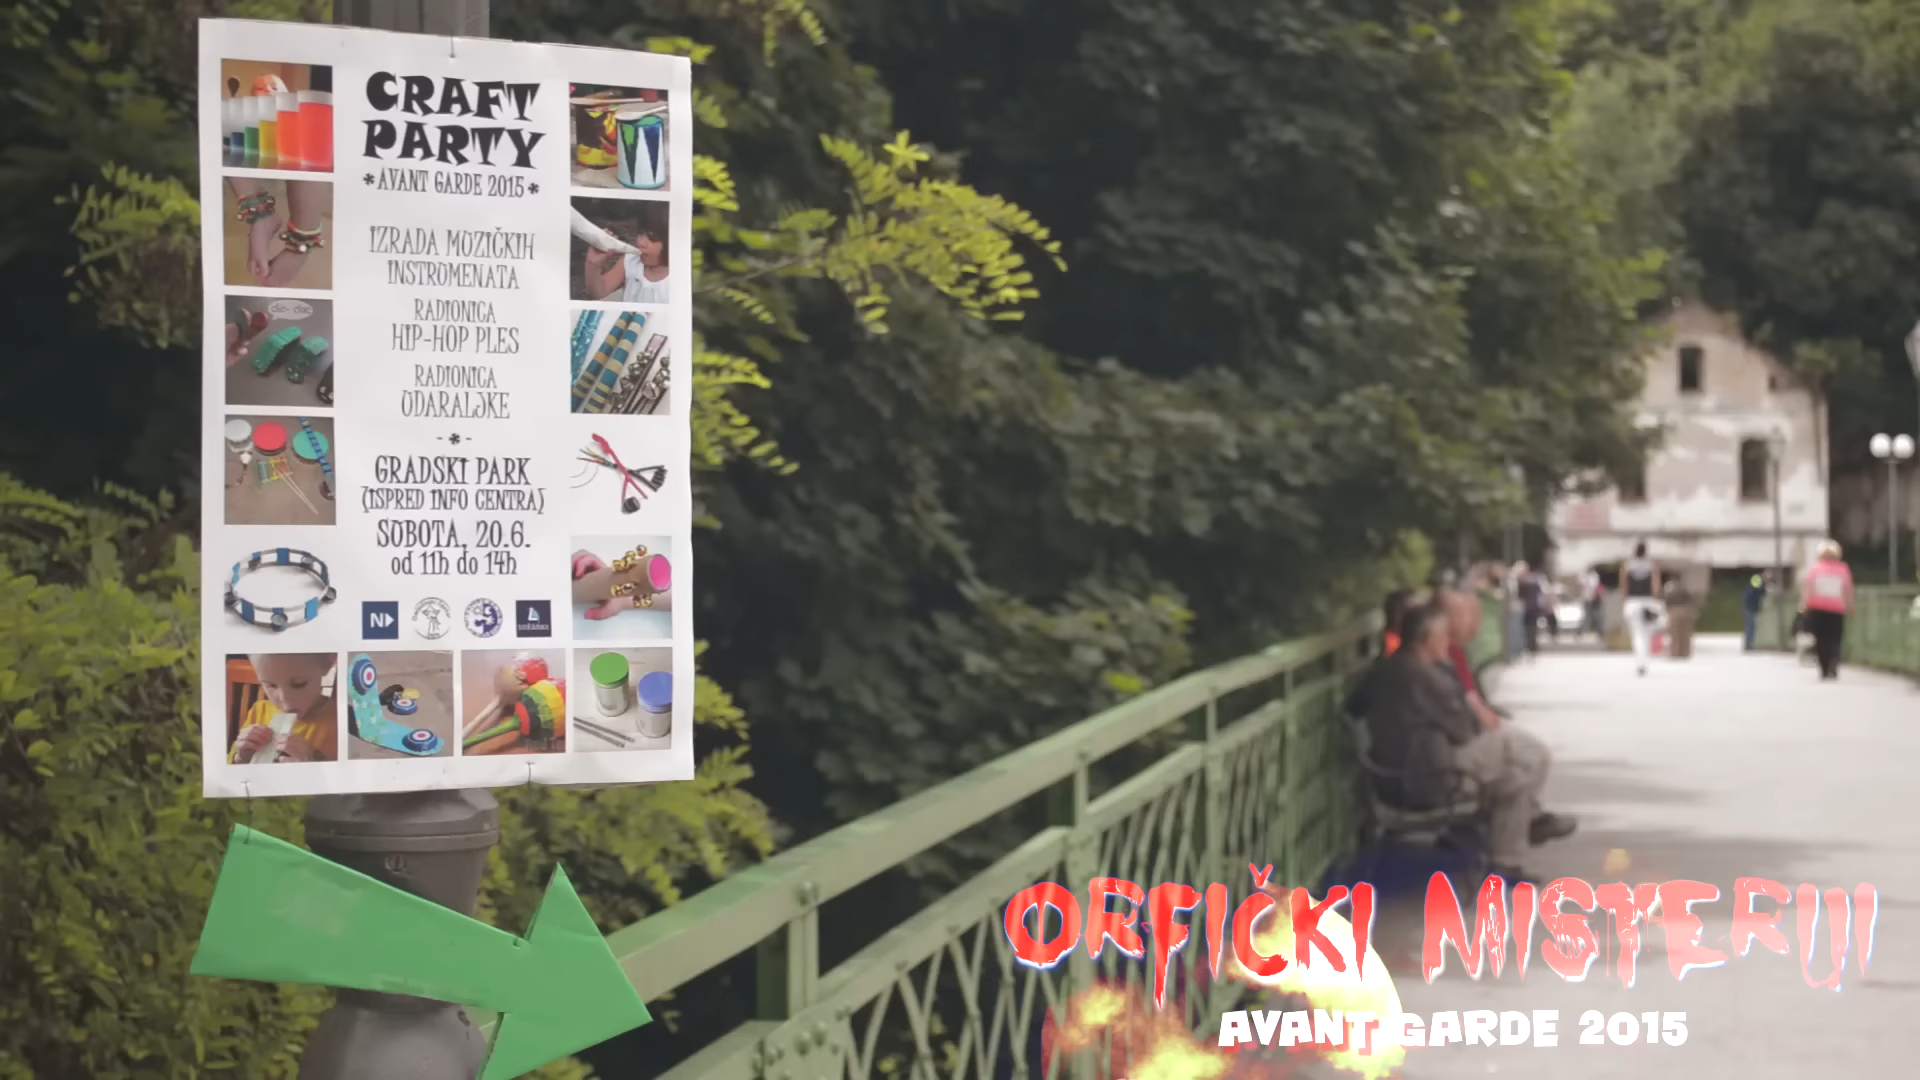 CRAFT
PARTY
*AVANT GARDE 2015*
IZRADA MUZIČKIH
INSTRUMENATA
RADIONICA
HIP-HOP PLES
RADIONICA
UDARALJKE
-*-
GRADSKI PARK
(ISPRED INFO CENTRA)
SUBOTA, 20.6.
od 11h do 14h
N
ORFIČKI MISTERIJI
AVANT GARDE 2015